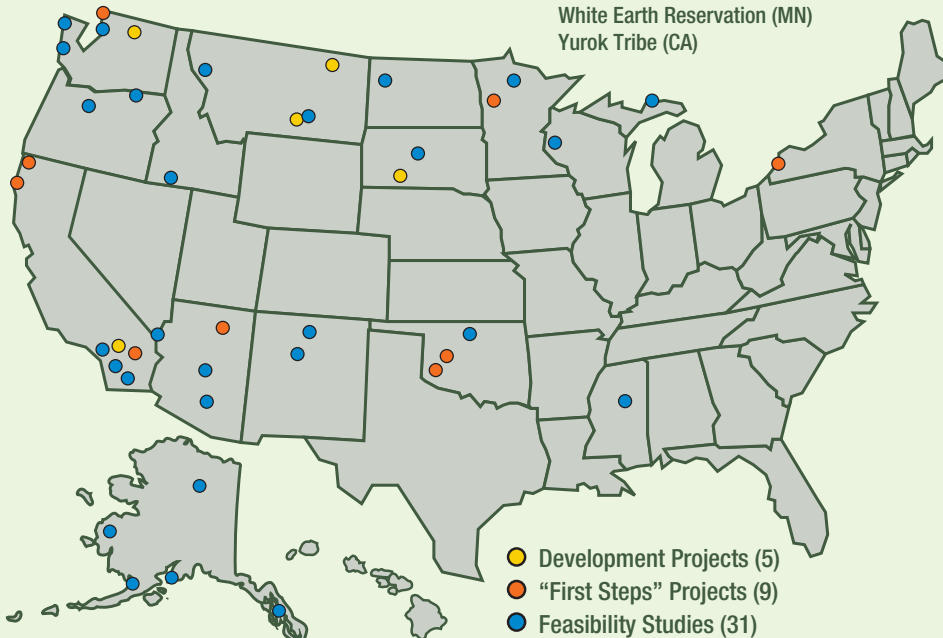 White Earth Reservation (MN)
Yurok Tribe (CA)
Development Projects (5)
“First Steps” Projects (9)
Feasibility Studies (31)